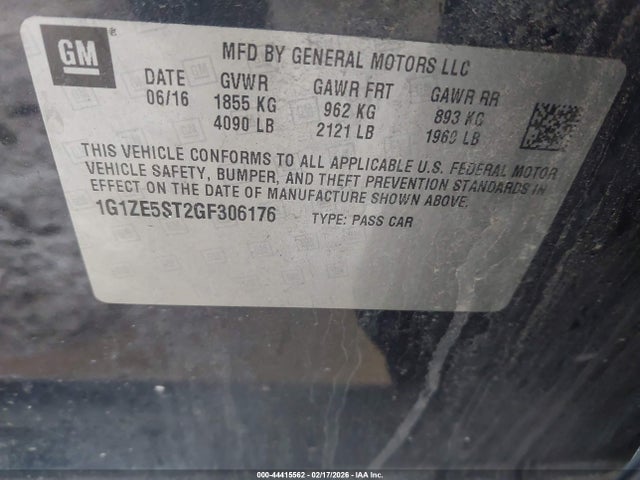 GM
MFD BY GENERAL MOTORS LLC
DATE GVWR GAWR FRT GAWR RR
06/16 1855 KG 962 KG 893 KG
4090 LB 2121 LB 1969 LB
THIS VEHICLE CONFORMS TO ALL APPLICABLE U.S. FEDERAL MOTOR
VEHICLE SAFETY, BUMPER, AND THEFT PREVENTION STANDARDS IN
EFFECT ON THE DATE OF MANUFACTURE SHOWN ABOVE.
1G1ZE5ST2GF306176 TYPE: PASS CAR
000-44415562 - 02/17/2026 - Copyright © 2026 IAA, Inc.